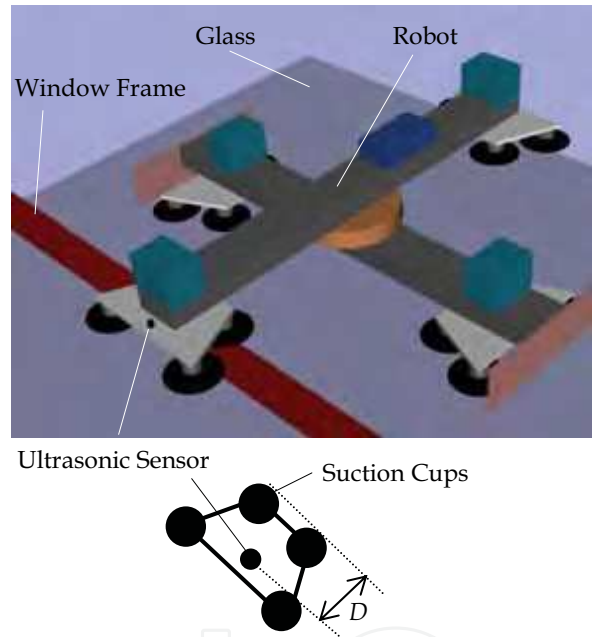 Glass
Robot
Window Frame
Ultrasonic Sensor
Suction Cups
D